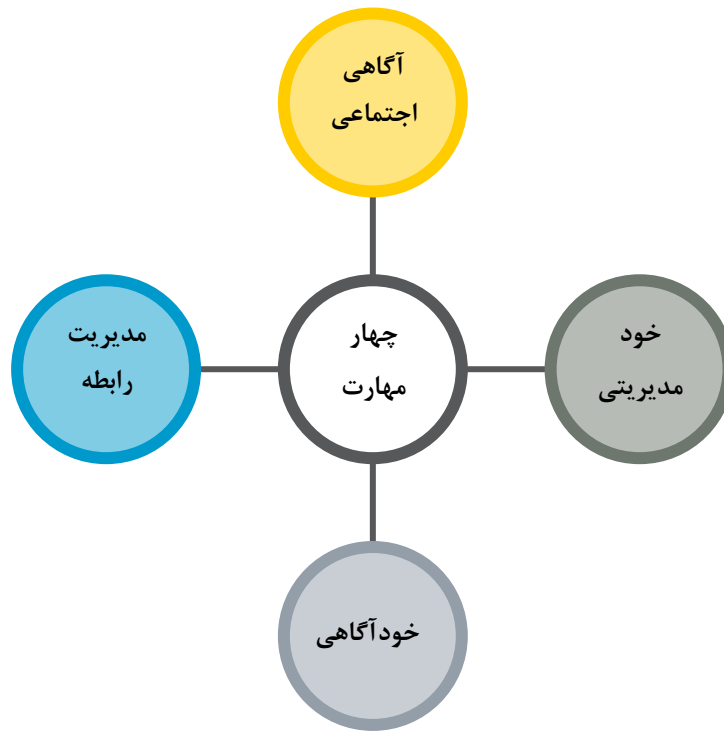 آگاهی
اجتماعی
خود
مدیریتی
چهار
مهارت
مدیریت
رابطه
خودآگاهی